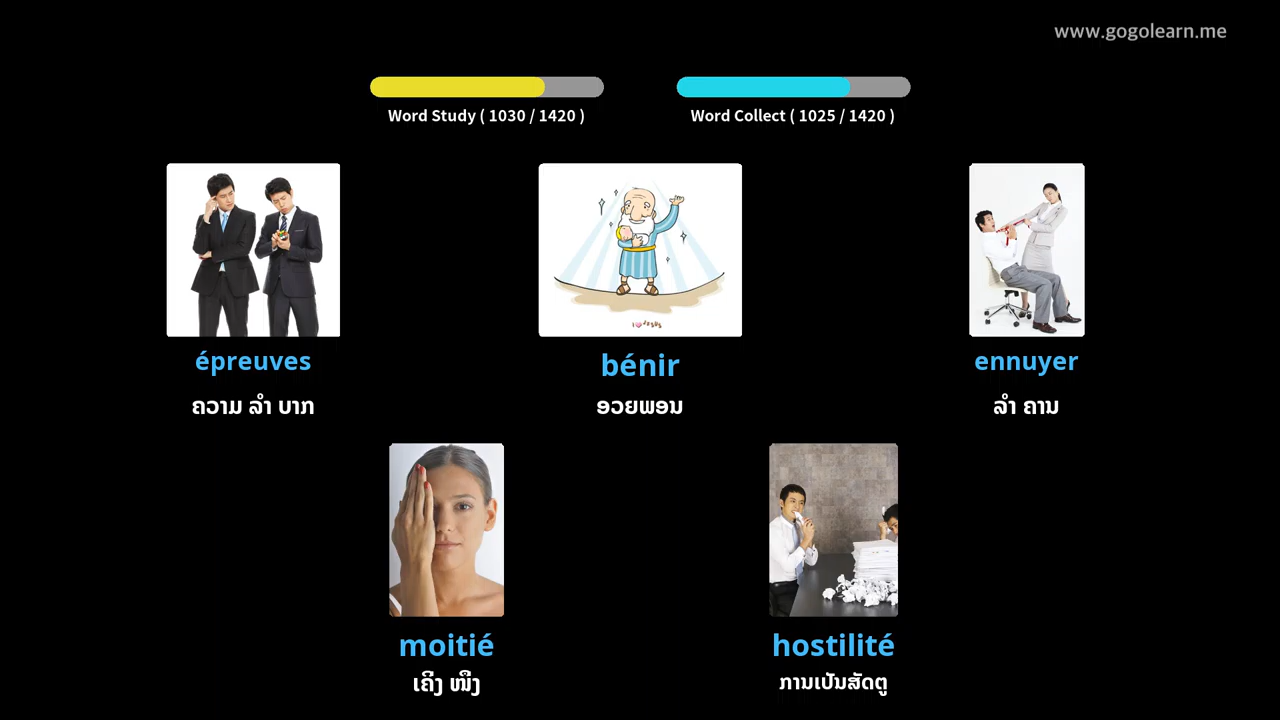 www.gogolearn.me
Word Study ( 1030 / 1420 )
Word Collect ( 1025 / 1420 )
I ♥ JESUS
épreuves
bénir
ennuyer
ຄວາມ ລຳ ບາກ
ອວຍພອນ
ລຳ ຄານ
moitié
hostilité
ເຄິງ ໜຶງ
ການເປັນສັດຕູ